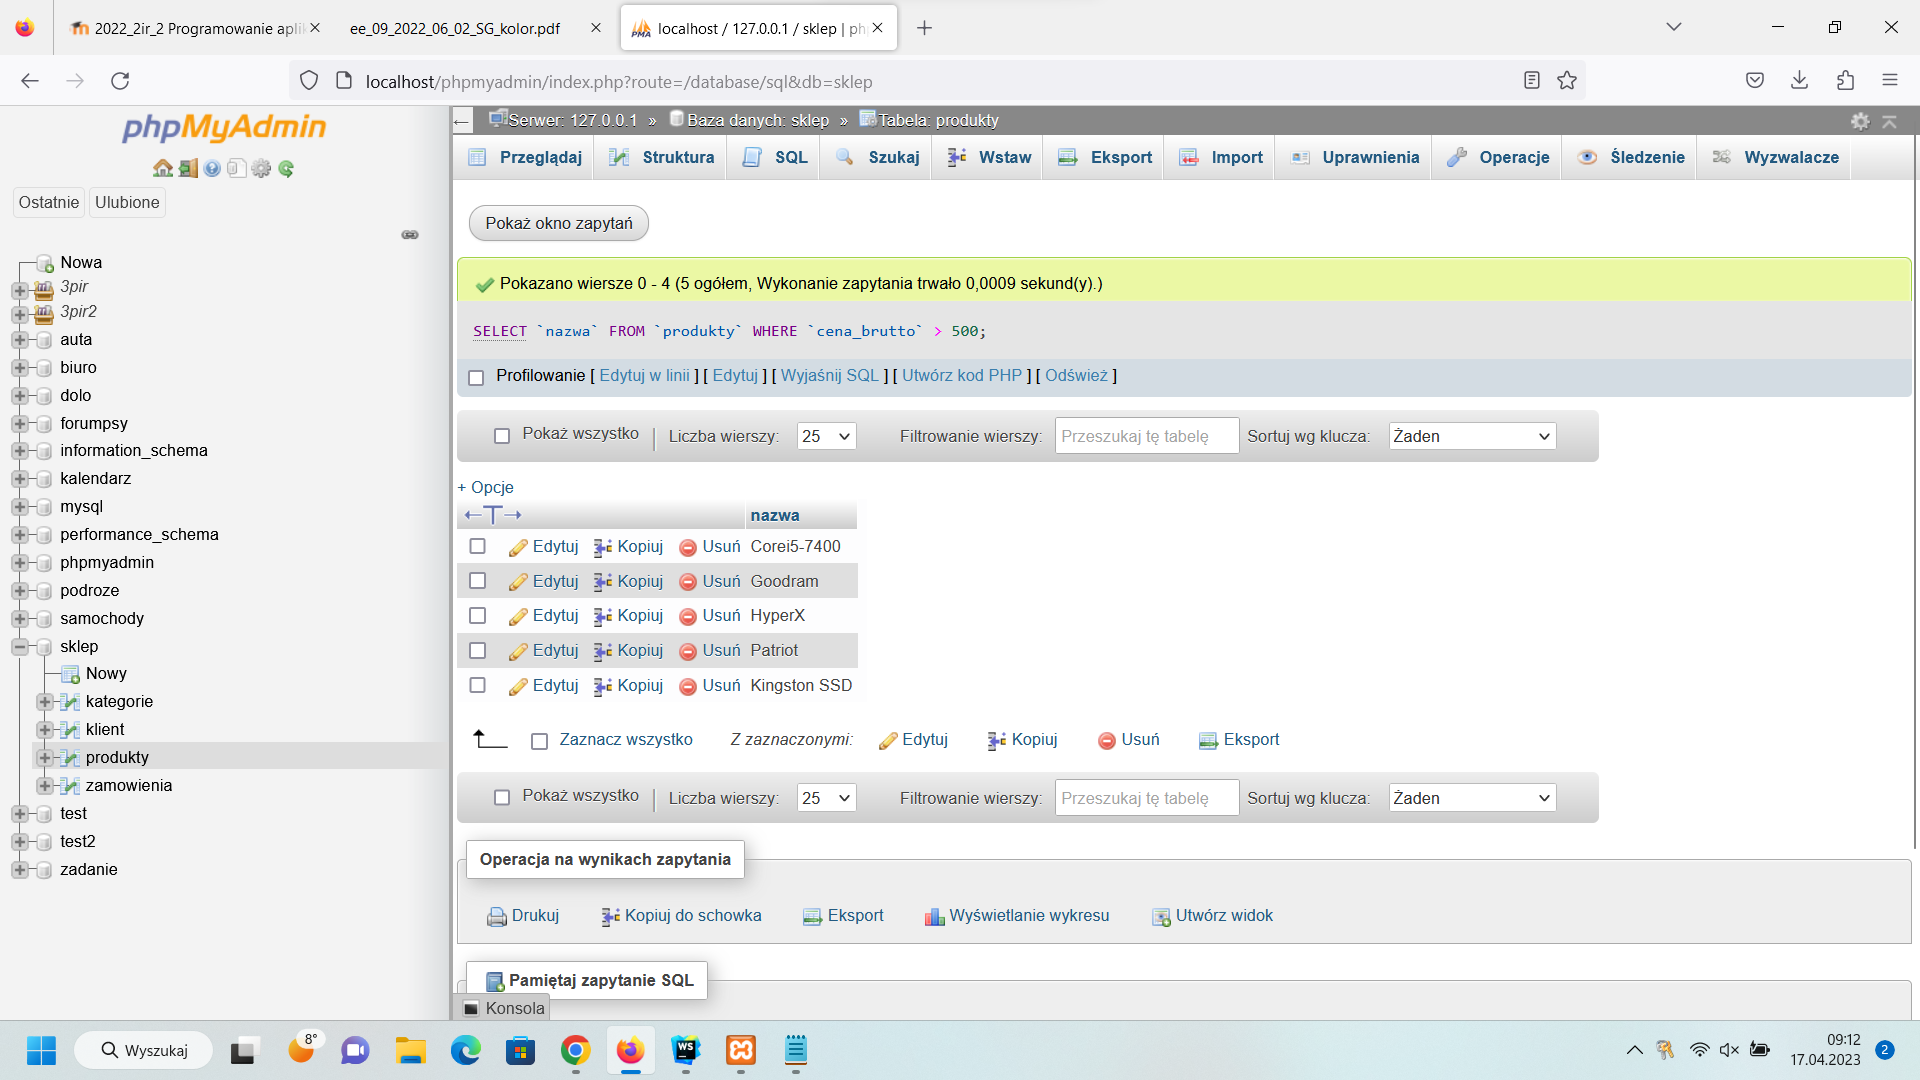 2022_2ir_2 Programowanie aplik
ee_09_2022_06_02_SG_kolor.pdf
localhost / 127.0.0.1 / sklep | ph
localhost/phpmyadmin/index.php?route=/database/sql&db=sklep
phpMyAdmin
Ostatnie Ulubione
Nowa
3pir
3pir2
auta
biuro
dolo
forumpsy
information_schema
kalendarz
mysql
performance_schema
phpmyadmin
podroze
samochody
sklep
Nowy
kategorie
klient
produkty
zamowienia
test
test2
zadanie
Serwer: 127.0.0.1 » Baza danych: sklep » Tabela: produkty
Przeglądaj Struktura SQL Szukaj Wstaw Eksport Import Uprawnienia Operacje Śledzenie Wyzwalacze
Pokaż okno zapytań
Pokazano wiersze 0 - 4 (5 ogółem, Wykonanie zapytania trwało 0,0009 sekund(y).)
SELECT `nazwa` FROM `produkty` WHERE `cena_brutto` > 500;
Profilowanie [ Edytuj w linii ] [ Edytuj ] [ Wyjaśnij SQL ] [ Utwórz kod PHP ] [ Odśwież ]
Pokaż wszystko | Liczba wierszy: 25 Filtrowanie wierszy: Przeszukaj tę tabelę Sortuj wg klucza: Żaden
+ Opcje
←T→ nazwa
Edytuj Kopiuj Usuń Corei5-7400
Edytuj Kopiuj Usuń Goodram
Edytuj Kopiuj Usuń HyperX
Edytuj Kopiuj Usuń Patriot
Edytuj Kopiuj Usuń Kingston SSD
Zaznacz wszystko Z zaznaczonymi: Edytuj Kopiuj Usuń Eksport
Pokaż wszystko | Liczba wierszy: 25 Filtrowanie wierszy: Przeszukaj tę tabelę Sortuj wg klucza: Żaden
Operacja na wynikach zapytania
Drukuj Kopiuj do schowka Eksport Wyświetlanie wykresu Utwórz widok
Pamiętaj zapytanie SQL
Konsola
Wyszukaj
8°
WS
09:12
17.04.2023
2